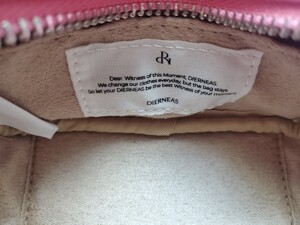 Dear. Witness of this Moment, DIERNEAS.
We change our clothes everyday, but the bag stays.
So let your DIERNEAS be the best Witness of your moment.
DIERNEAS